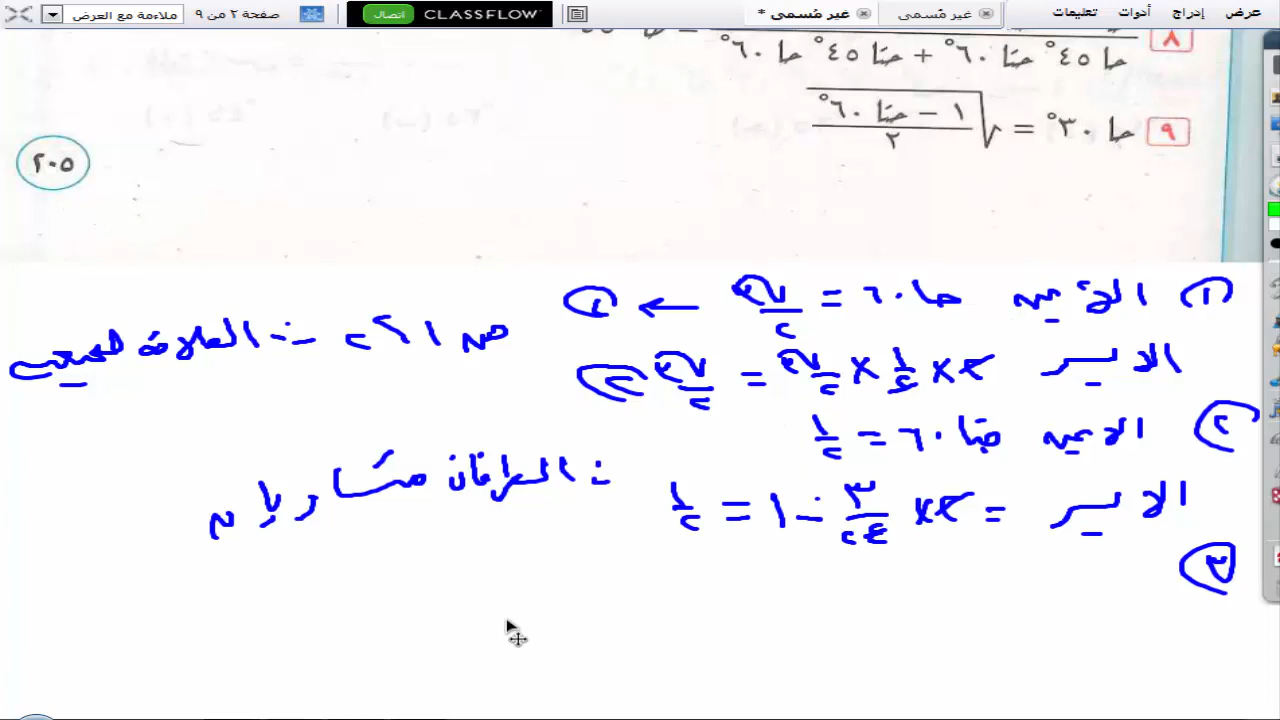 عرض إدراج أدوات تعليمات
غير مُسمى * غير مُسمى
CLASSFLOW اتصال
صفحة ٢ من ٩ ملاءمة مع العرض
٨
حا ٤٥° حتا ٦٠° + حتا ٤٥° حا ٦٠°
٩ حا ٣٠° = √((١ − حتا ٦٠°)/٢)
٢٠٥
(١) الأيمن حا ٦٠ = √٣/٢ ← (١)
الأيسر ٢ × ١/٢ × √٣/٢ = √٣/٢ (٢)
من ١، ٢ ∴ العلاقة صحيحة
(٢) الأيمن حتا ٦٠ = ١/٢
الأيسر = ٢ × ٣/٤ − ١ = ١/٢
∴ الطرفان متساويان
(٣)